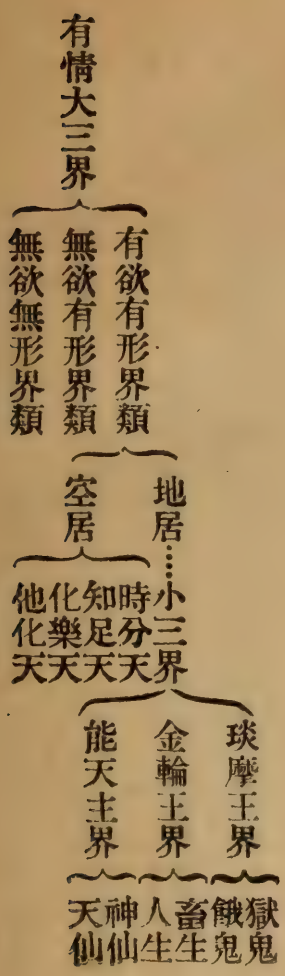 有情大三界
有欲有形界類
無欲有形界類
無欲無形界類
地居……小三界
空居
時分天
知足天
化樂天
他化天
琰摩王界
金輪王界
能天主界
獄鬼
餓鬼
畜生
人生
神仙
天仙